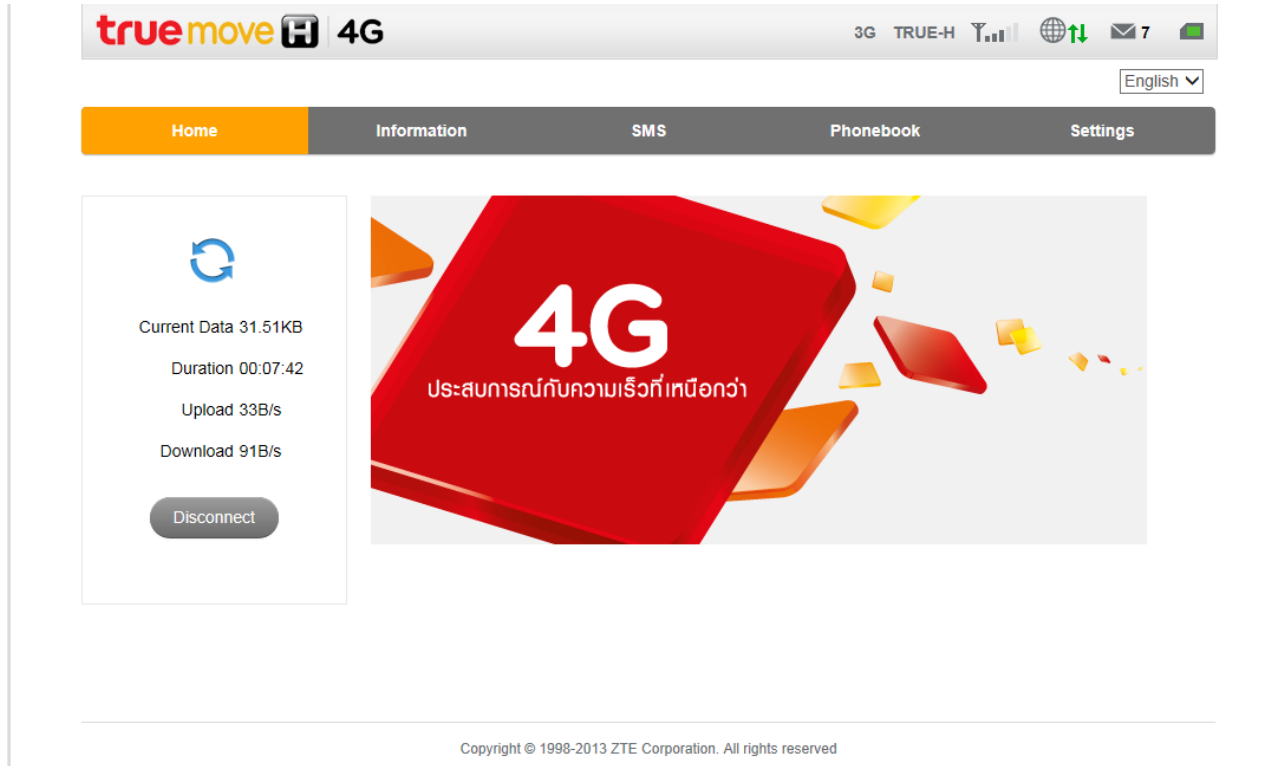 truemove H 4G
3G TRUE-H 7
English
Home Information SMS Phonebook Settings
Current Data 31.51KB
Duration 00:07:42
Upload 33B/s
Download 91B/s
Disconnect
4G
ประสบการณ์กับความเร็วที่เหนือกว่า
Copyright © 1998-2013 ZTE Corporation. All rights reserved